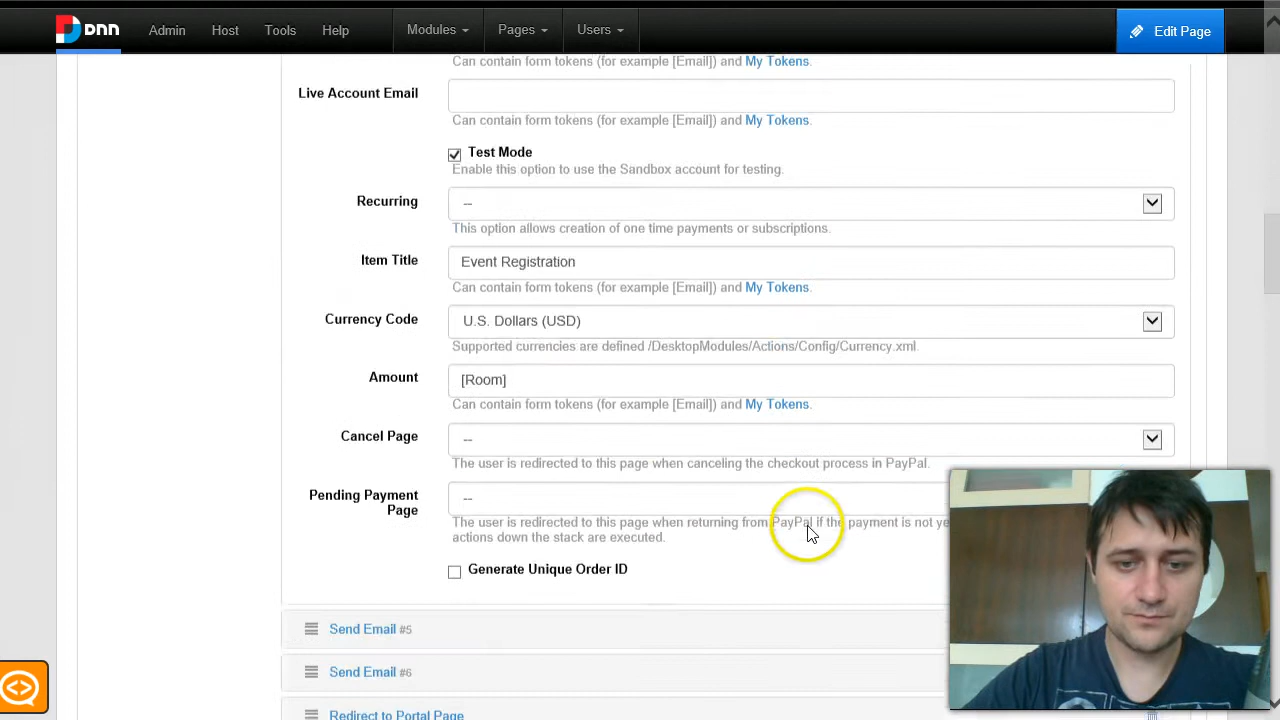 DNN Admin Host Tools Help Modules Pages Users Edit Page
Can contain form tokens (for example [Email]) and My Tokens.
Live Account Email
Can contain form tokens (for example [Email]) and My Tokens.
Test Mode
Enable this option to use the Sandbox account for testing.
Recurring --
This option allows creation of one time payments or subscriptions.
Item Title Event Registration
Can contain form tokens (for example [Email]) and My Tokens.
Currency Code U.S. Dollars (USD)
Supported currencies are defined /DesktopModules/Actions/Config/Currency.xml.
Amount [Room]
Can contain form tokens (for example [Email]) and My Tokens.
Cancel Page --
The user is redirected to this page when canceling the checkout process in PayPal.
Pending Payment
Page
--
The user is redirected to this page when returning from PayPal if the payment is not
actions down the stack are executed.
Generate Unique Order ID
Send Email #5
Send Email #6
Redirect to Portal Page